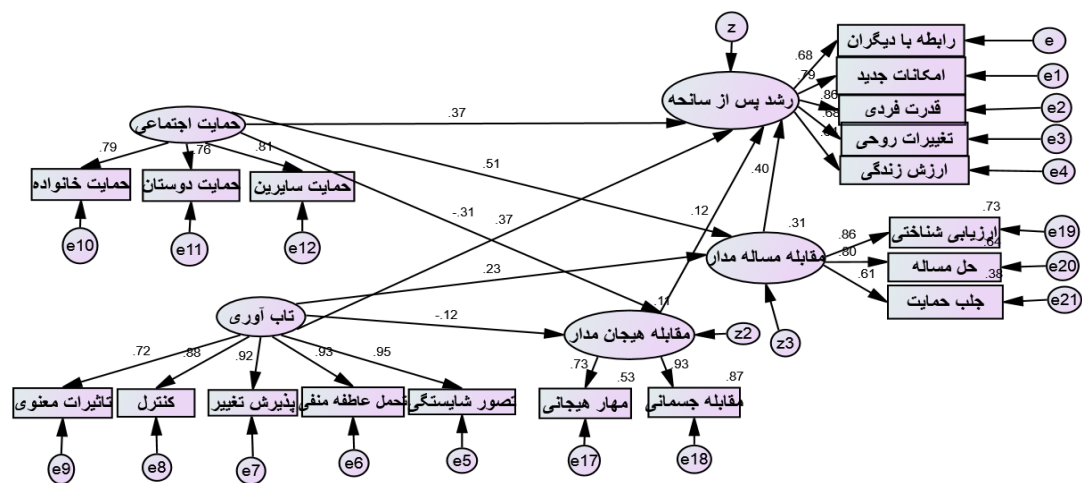 z
رابطه با دیگران
e
.68
امکانات جدید
e1
.79
رشد پس از سانحه
قدرت فردی
e2
.86
تغییرات روحی
e3
.68
ارزش زندگی
e4
حمایت اجتماعی
.37
.79
.76
.81
.51
.40
حمایت خانواده
حمایت دوستان
حمایت سایرین
e10
e11
e12
-.31
.37
.12
.31
مقابله مساله مدار
.86
ارزیابی شناختی
.73
e19
.80
حل مساله
.64
e20
.61
جلب حمایت
.38
e21
.23
تاب آوری
-.12
.11
مقابله هیجان مدار
z2
z3
.72
.88
.92
.93
.95
.73
.53
.93
.87
تاثیرات معنوی
کنترل
پذیرش تغییر
تحمل عاطفه منفی
تصور شایستگی
مهار هیجانی
مقابله جسمانی
e9
e8
e7
e6
e5
e17
e18